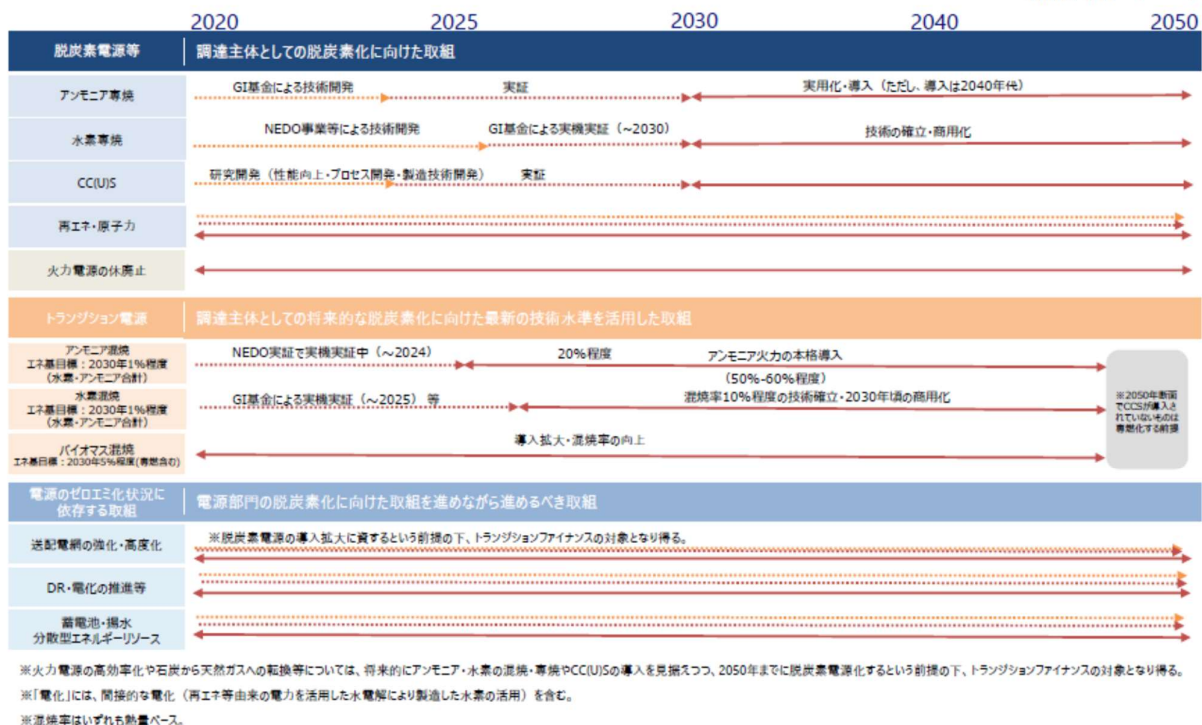 2020 2025 2030 2040 2050
脱炭素電源等 調達主体としての脱炭素化に向けた取組
アンモニア専焼 GI基金による技術開発 実証 実用化・導入（ただし、導入は2040年代）
水素専焼 NEDO事業等による技術開発 GI基金による実機実証（~2030） 技術の確立・商用化
CC(U)S 研究開発（性能向上・プロセス開発・製造技術開発） 実証
再エネ・原子力
火力電源の休廃止
トランジション電源 調達主体としての将来的な脱炭素化に向けた最新の技術水準を活用した取組
アンモニア混焼
エネ基目標：2030年1%程度
（水素・アンモニア合計）
NEDO実証で実機実証中（~2024） 20%程度 アンモニア火力の本格導入
（50%-60%程度）
水素混焼
エネ基目標：2030年1%程度
（水素・アンモニア合計）
GI基金による実機実証（~2025）等 混焼率10%程度の技術確立・2030年頃の商用化
バイオマス混焼
エネ基目標：2030年5%程度(専燃含む)
導入拡大・混焼率の向上
※2050年断面
でCCSが導入さ
れていないものは
専燃化する前提
電源のゼロエミ化状況に
依存する取組
電源部門の脱炭素化に向けた取組を進めながら進めるべき取組
送配電網の強化・高度化 ※脱炭素電源の導入拡大に資するという前提の下、トランジションファイナンスの対象となり得る。
DR・電化の推進等
蓄電池・揚水
分散型エネルギーリソース
※火力電源の高効率化や石炭から天然ガスへの転換等については、将来的にアンモニア・水素の混焼・専焼やCC(U)Sの導入を見据えつつ、2050年までに脱炭素電源化するという前提の下、トランジションファイナンスの対象となり得る。
※「電化」には、間接的な電化（再エネ等由来の電力を活用した水電解により製造した水素の活用）を含む。
※混焼率はいずれも熱量ベース。